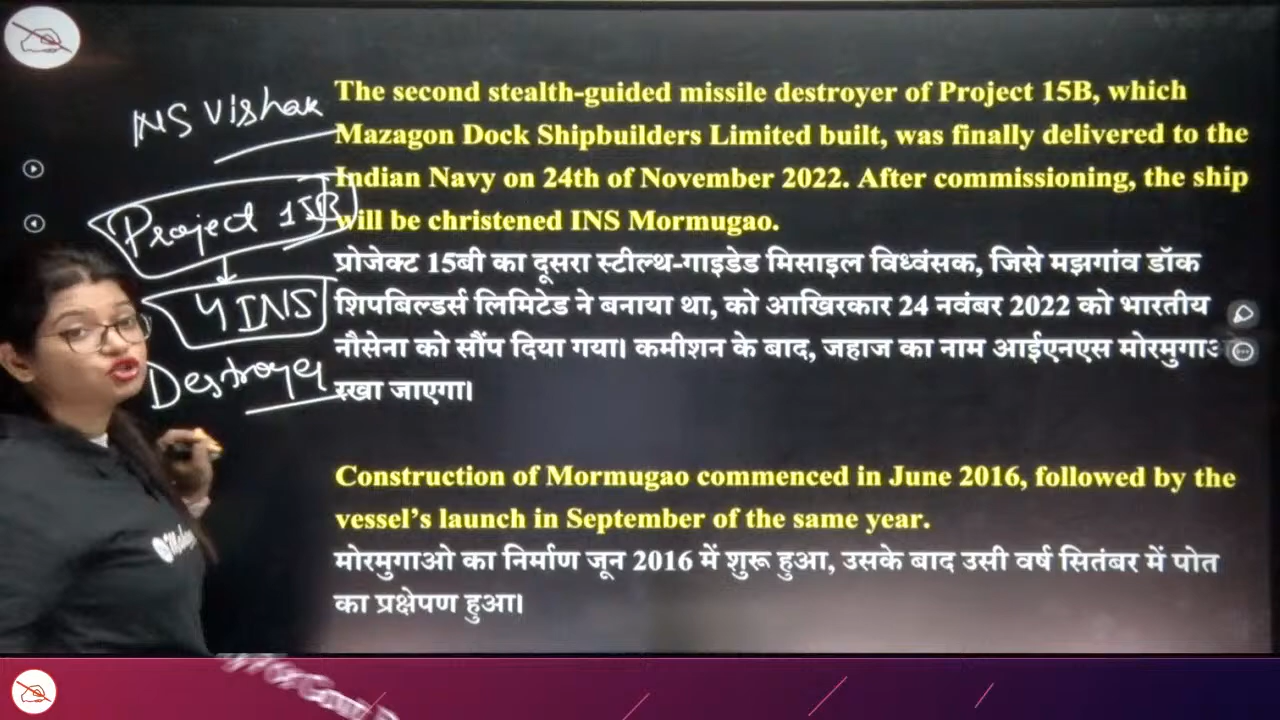 INS Vishak
Project 15B
4 INS
Destroyer
The second stealth-guided missile destroyer of Project 15B, which
Mazagon Dock Shipbuilders Limited built, was finally delivered to the
Indian Navy on 24th of November 2022. After commissioning, the ship
will be christened INS Mormugao.
प्रोजेक्ट 15बी का दूसरा स्टील्थ-गाइडेड मिसाइल विध्वंसक, जिसे मझगांव डॉक
शिपबिल्डर्स लिमिटेड ने बनाया था, को आखिरकार 24 नवंबर 2022 को भारतीय
नौसेना को सौंप दिया गया। कमीशन के बाद, जहाज का नाम आईएनएस
रखा जाएगा।
Construction of Mormugao commenced in June 2016, followed by the
vessel's launch in September of the same year.
मोरमुगाओ का निर्माण जून 2016 में शुरू हुआ, उसके बाद उसी वर्ष सितंबर में पोत
का प्रक्षेपण हुआ।